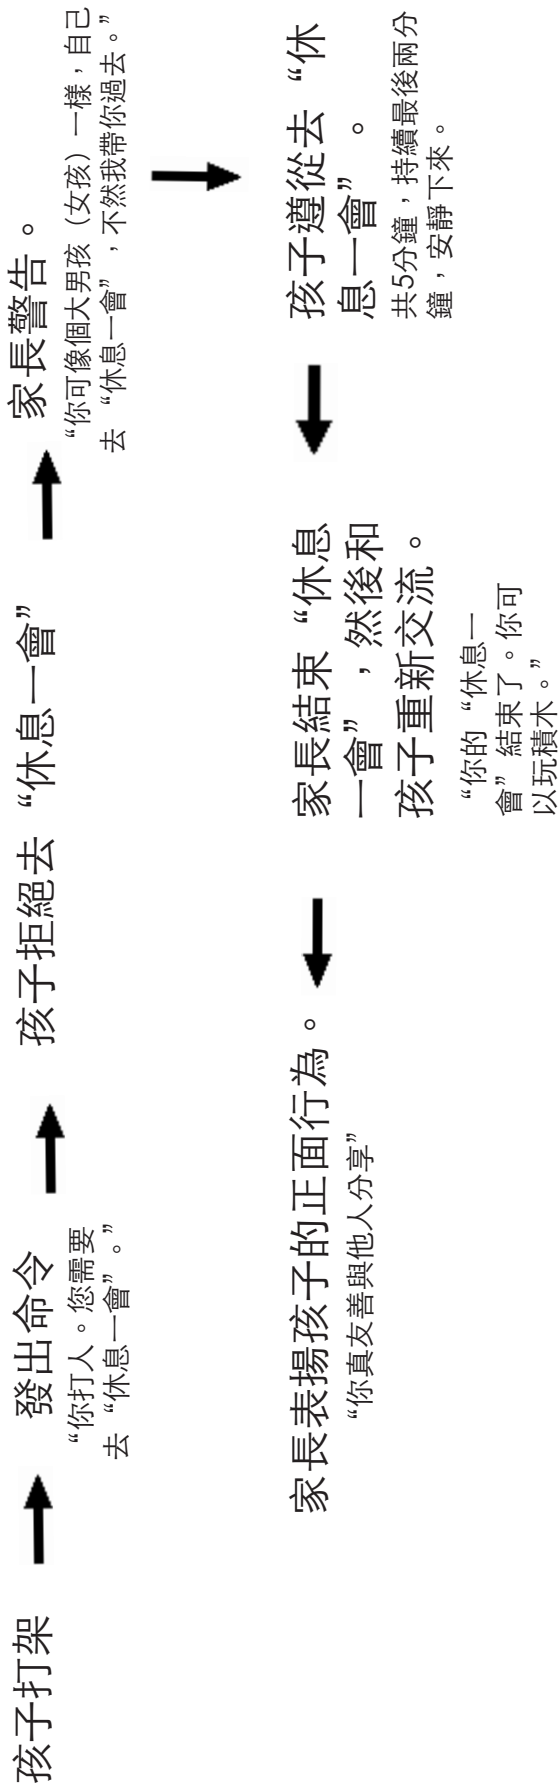 孩子打架
發出命令
“你打人。您需要
去 “休息一會” 。”
孩子拒絕去 “休息一會”
家長警告。
“你可像個大男孩（女孩）一樣，自己
去 “休息一會” ，不然我帶你過去。”
孩子遵從去 “休
息一會” 。
共5分鐘，持續最後兩分
鐘，安靜下來。
家長結束 “休息
一會” ，然後和
孩子重新交流。
“你的 “休息一
會” 結束了。你可
以玩積木。”
家長表揚孩子的正面行為。
“你真友善與他人分享”